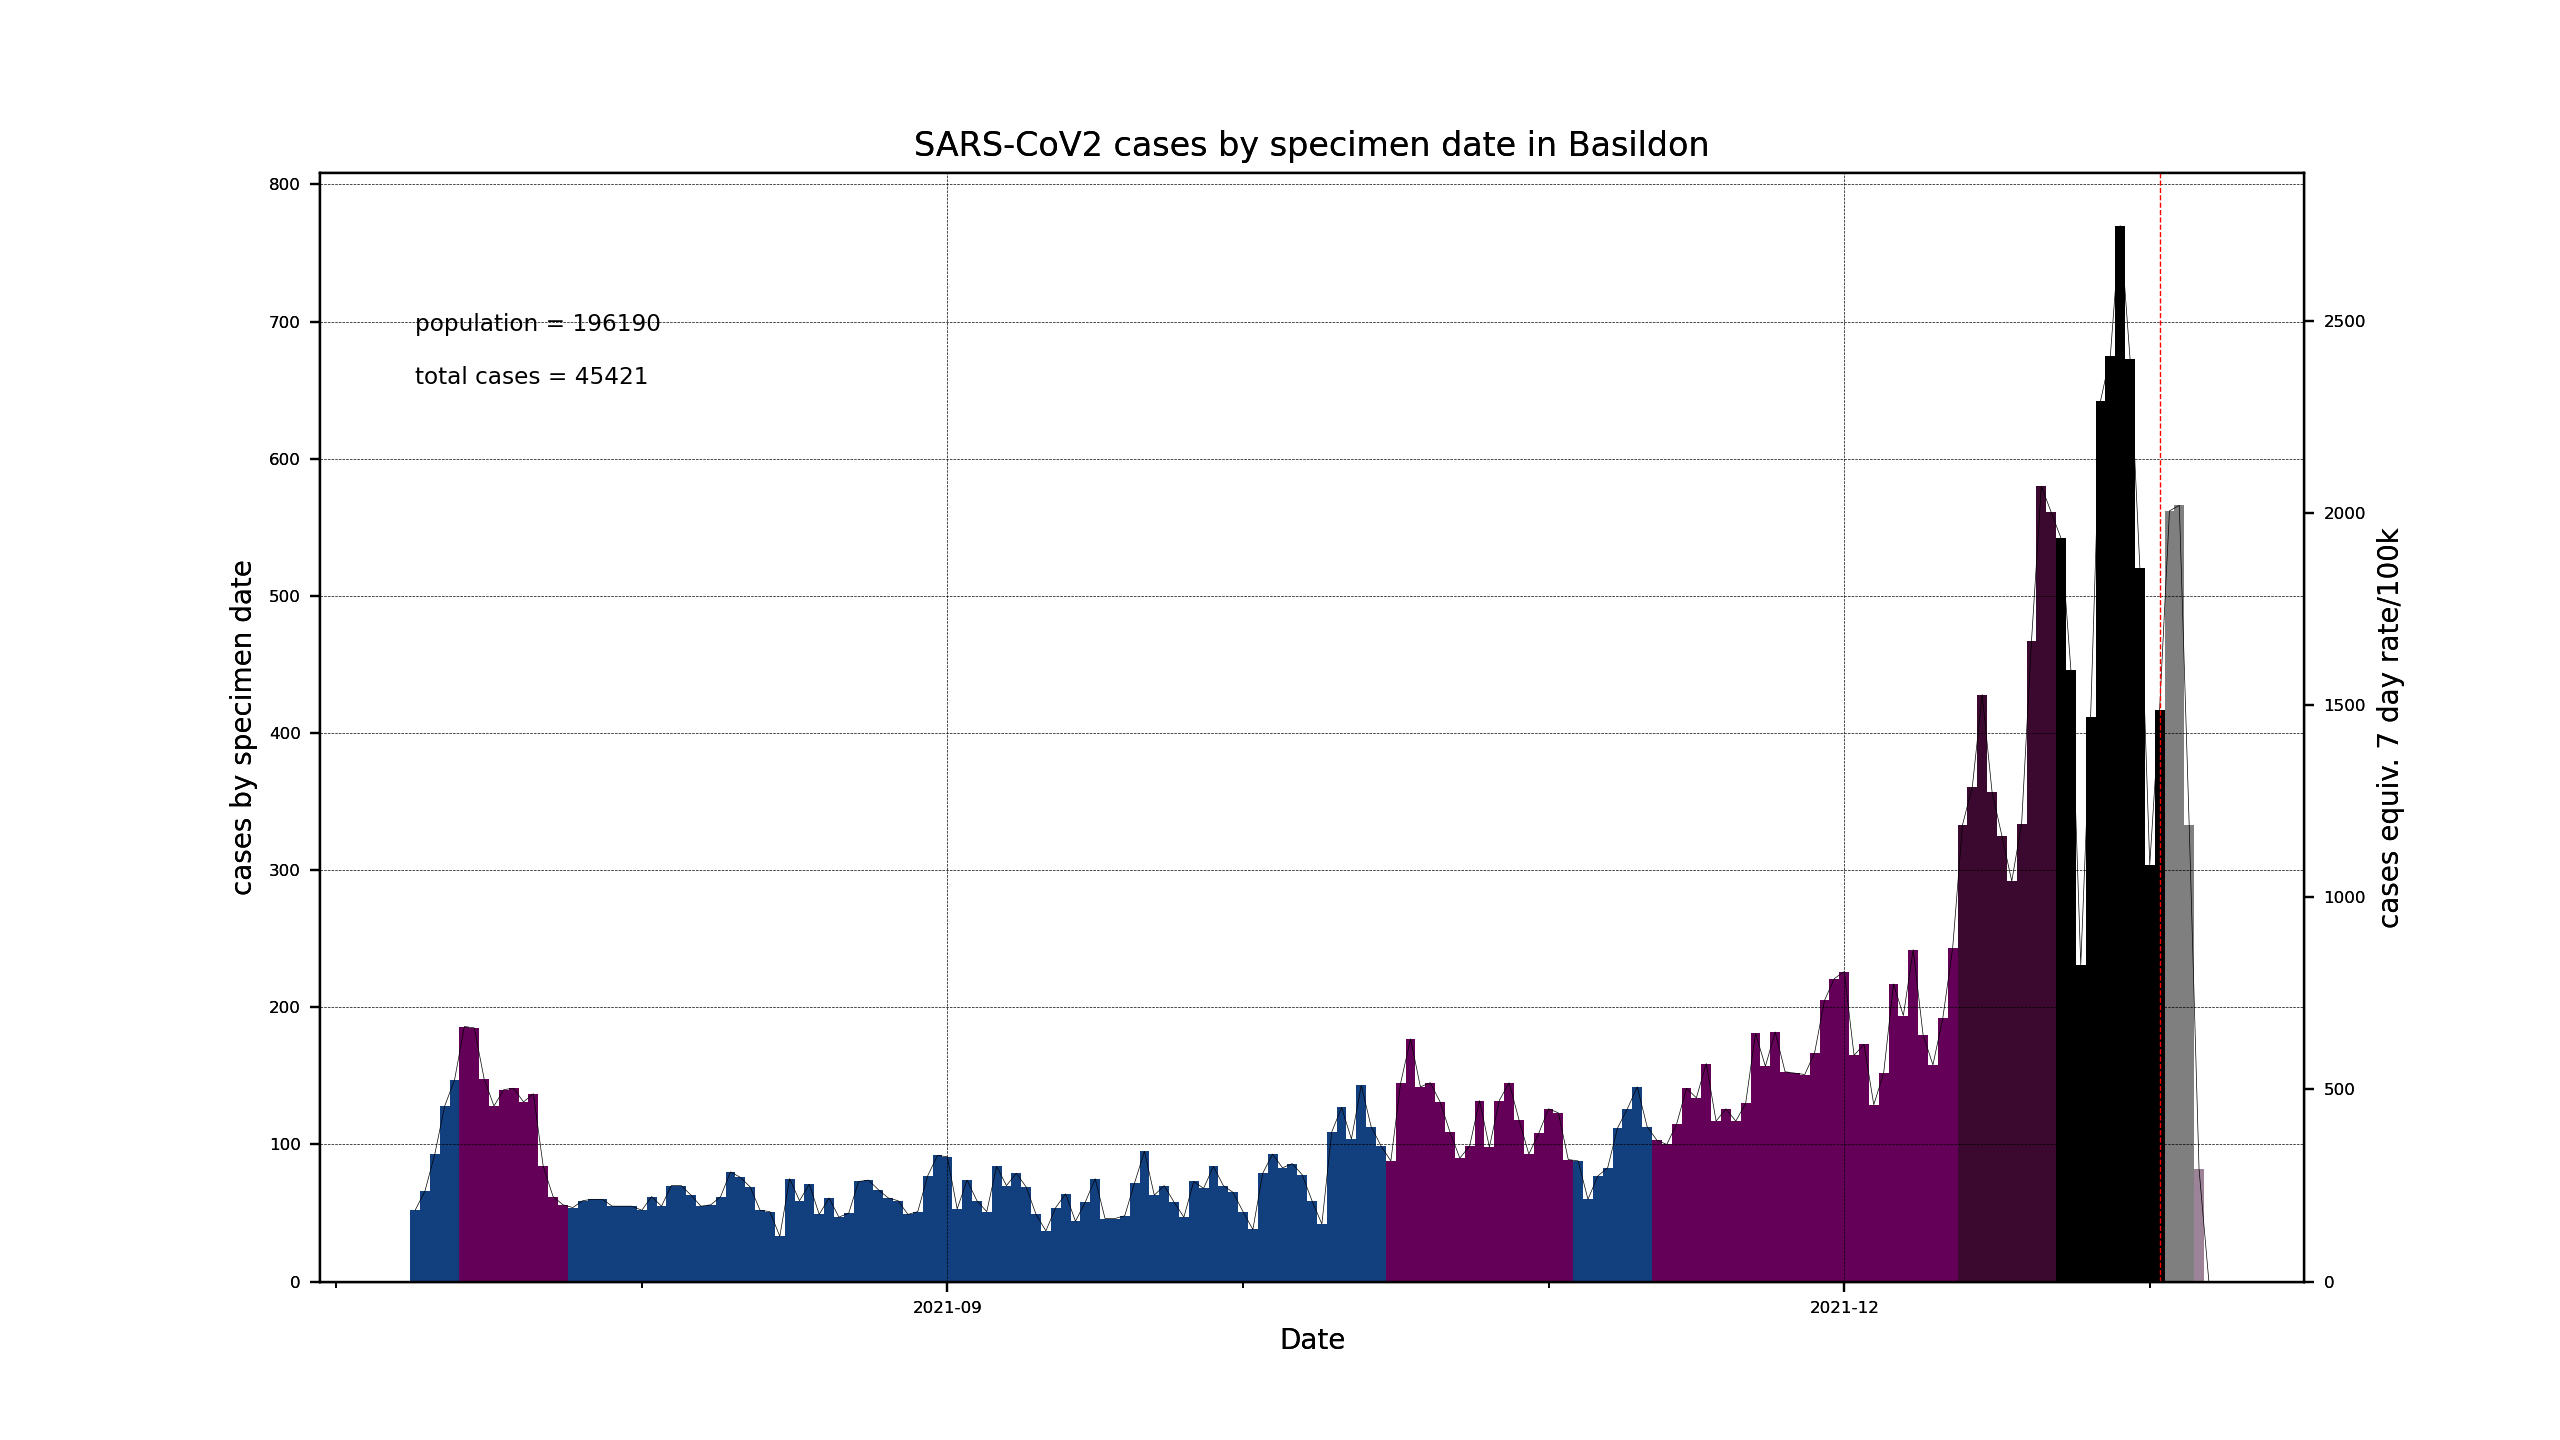 SARS-CoV2 cases by specimen date in Basildon
population = 196190
total cases = 45421
cases by specimen date
800
700
600
500
400
300
200
100
0
2500
2000
1500
1000
500
0
cases equiv. 7 day rate/100k
2021-09
2021-12
Date